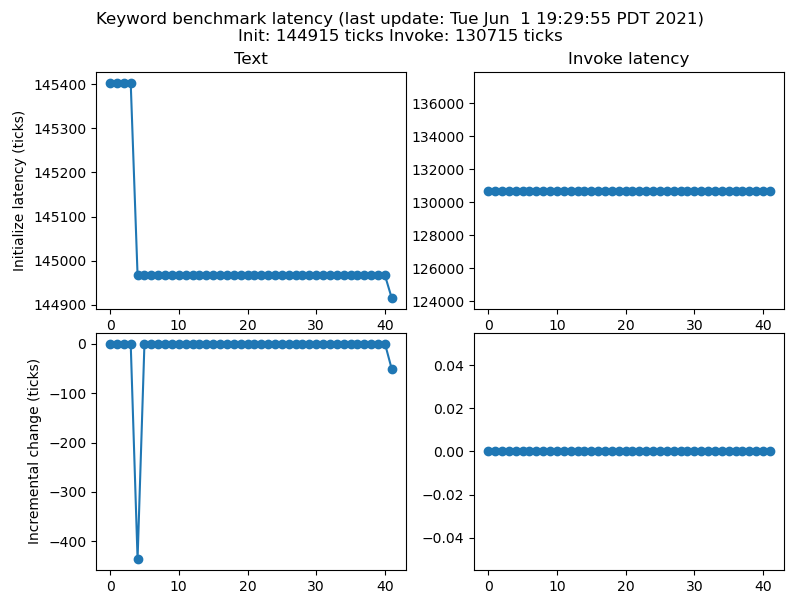 Keyword benchmark latency (last update: Tue Jun  1 19:29:55 PDT 2021)
Init: 144915 ticks Invoke: 130715 ticks
Text
Invoke latency
Initialize latency (ticks)
145400
145300
145200
145100
145000
144900
0 10 20 30 40
136000
134000
132000
130000
128000
126000
124000
0 10 20 30 40
Incremental change (ticks)
0
−100
−200
−300
−400
0 10 20 30 40
0.04
0.02
0.00
−0.02
−0.04
0 10 20 30 40